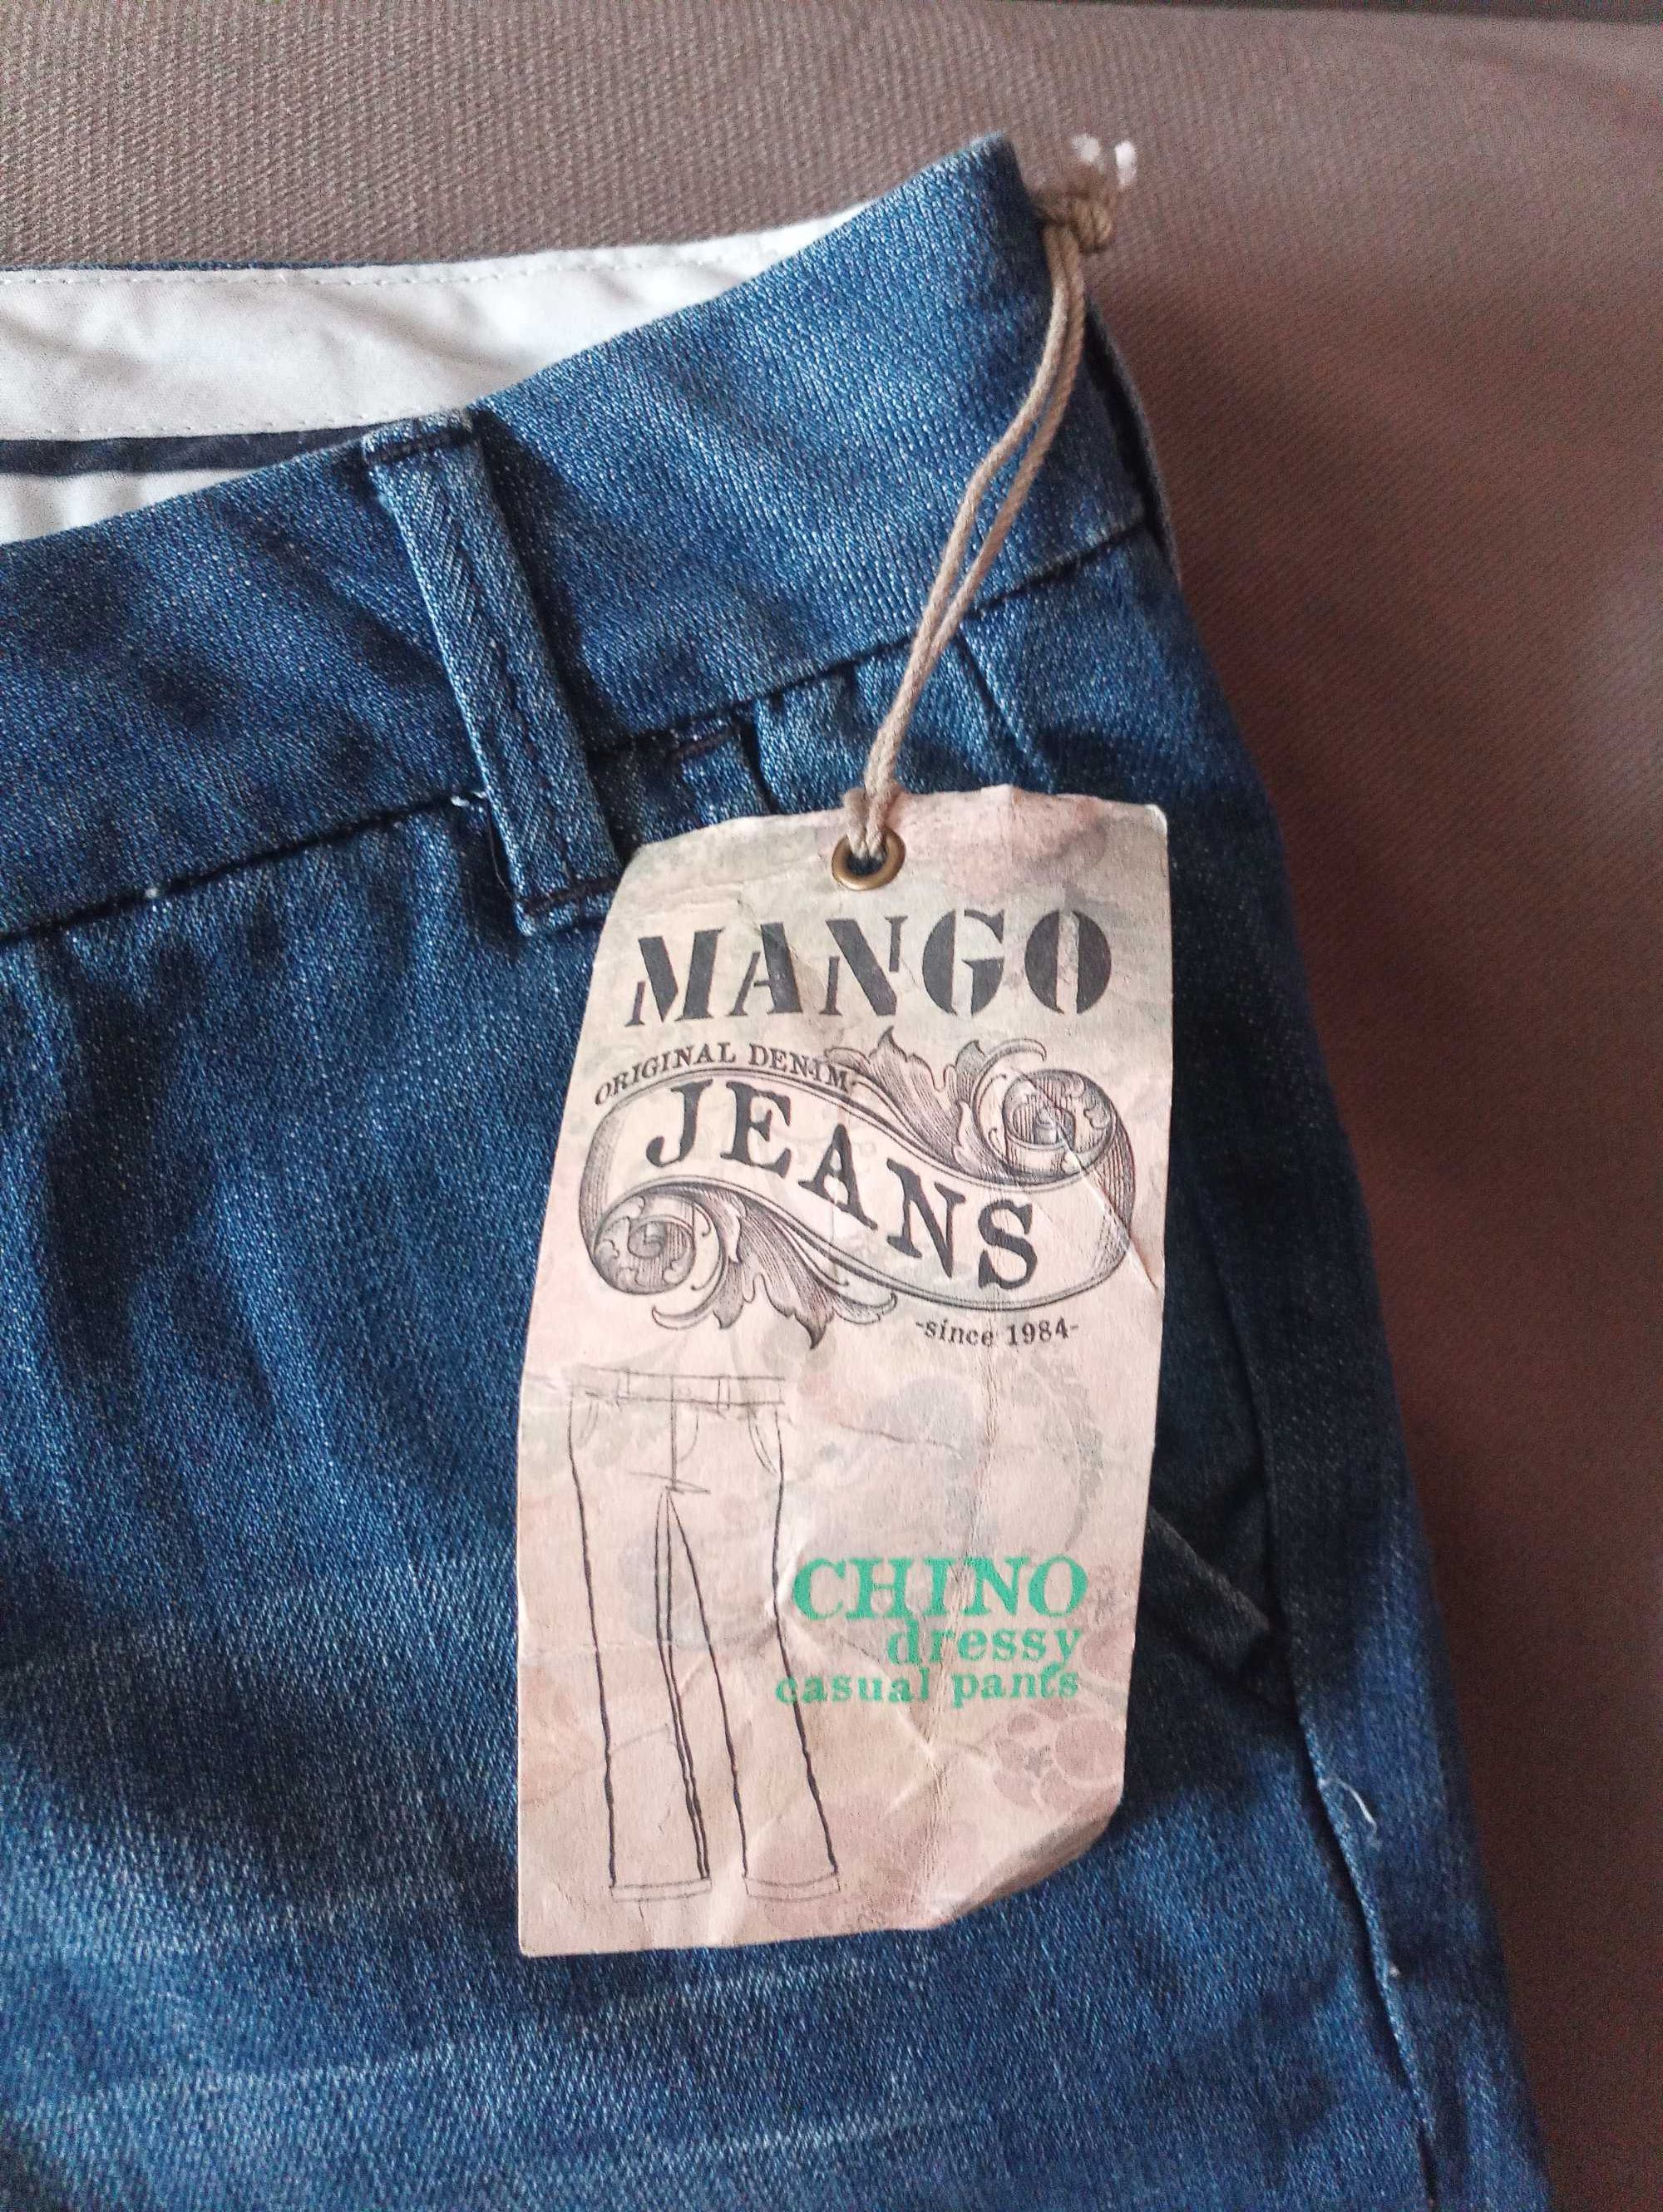 MANGO
ORIGINAL DENIM
JEANS
-since 1984-
CHINO
dressy
casual pants